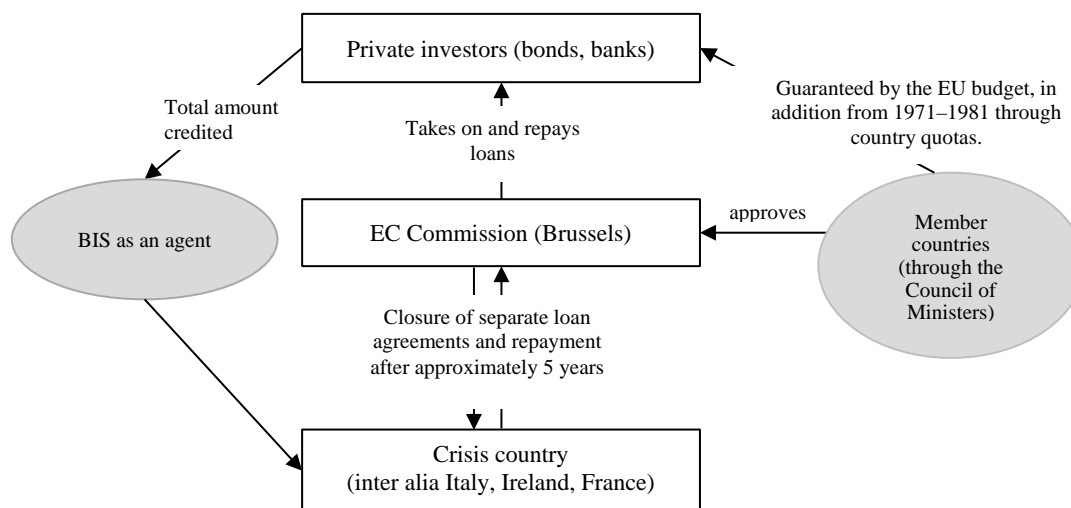 Private investors (bonds, banks)
Total amount
credited
Takes on and repays
loans
Guaranteed by the EU budget, in
addition from 1971–1981 through
country quotas.
BIS as an agent
EC Commission (Brussels)
approves
Member
countries
(through the
Council of
Ministers)
Closure of separate loan
agreements and repayment
after approximately 5 years
Crisis country
(inter alia Italy, Ireland, France)